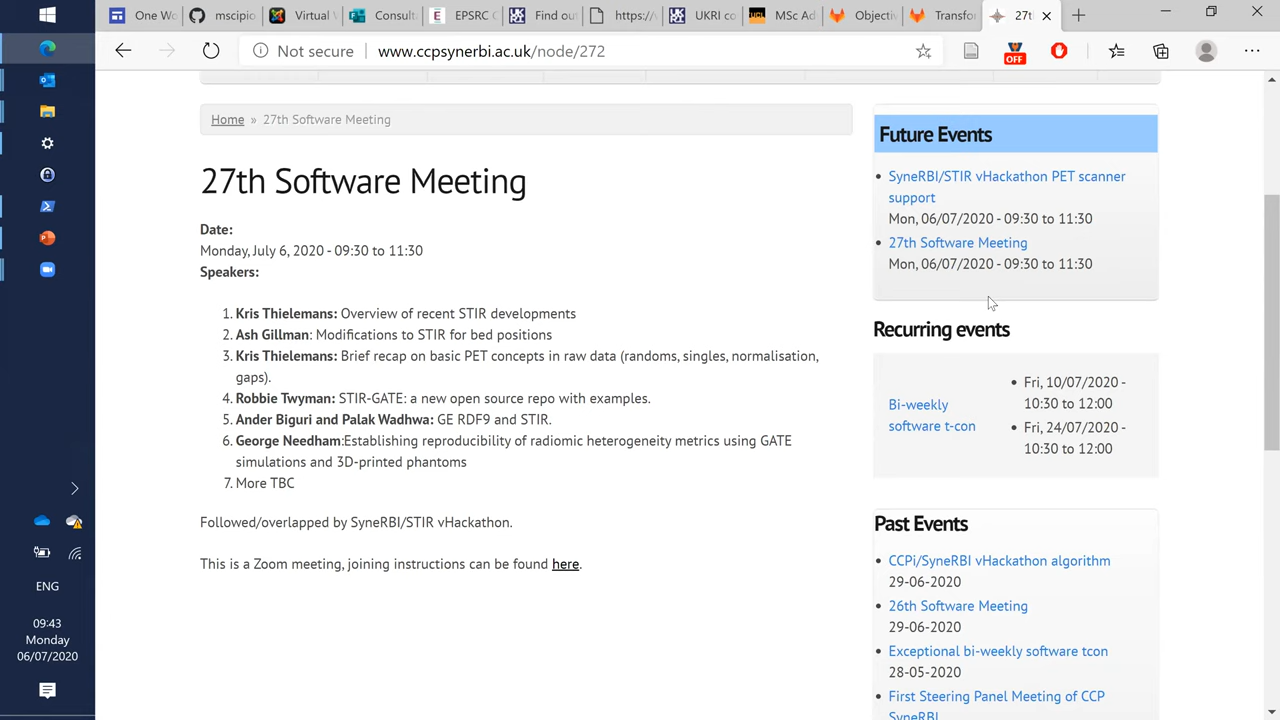 One Wo
mscipio
Virtual
Consult
EPSRC
Find ou
https:/
UKRI co
MSc Ad
Objecti
Transfo
27t
Not secure
www.ccpsynerbi.ac.uk/node/272
OFF
Home » 27th Software Meeting
27th Software Meeting
Date:
Monday, July 6, 2020 - 09:30 to 11:30
Speakers:
1. Kris Thielemans: Overview of recent STIR developments
2. Ash Gillman: Modifications to STIR for bed positions
3. Kris Thielemans: Brief recap on basic PET concepts in raw data (randoms, singles, normalisation,
gaps).
4. Robbie Twyman: STIR-GATE: a new open source repo with examples.
5. Ander Biguri and Palak Wadhwa: GE RDF9 and STIR.
6. George Needham:Establishing reproducibility of radiomic heterogeneity metrics using GATE
simulations and 3D-printed phantoms
7. More TBC
Followed/overlapped by SyneRBI/STIR vHackathon.
This is a Zoom meeting, joining instructions can be found here.
Future Events
• SyneRBI/STIR vHackathon PET scanner
support
Mon, 06/07/2020 - 09:30 to 11:30
• 27th Software Meeting
Mon, 06/07/2020 - 09:30 to 11:30
Recurring events
Bi-weekly
software t-con
• Fri, 10/07/2020 -
10:30 to 12:00
• Fri, 24/07/2020 -
10:30 to 12:00
Past Events
• CCPi/SyneRBI vHackathon algorithm
29-06-2020
• 26th Software Meeting
29-06-2020
• Exceptional bi-weekly software tcon
28-05-2020
• First Steering Panel Meeting of CCP
SyneRBI
ENG
09:43
Monday
06/07/2020